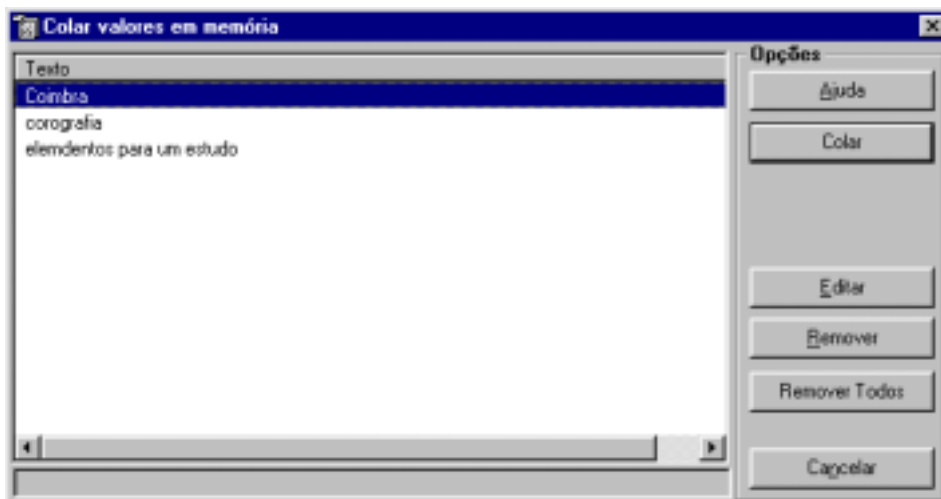 Colar valores em memória
Texto
Coimbra
corografia
elemdentos para um estudo
Opções
Ajuda
Colar
Editar
Remover
Remover Todos
Cancelar